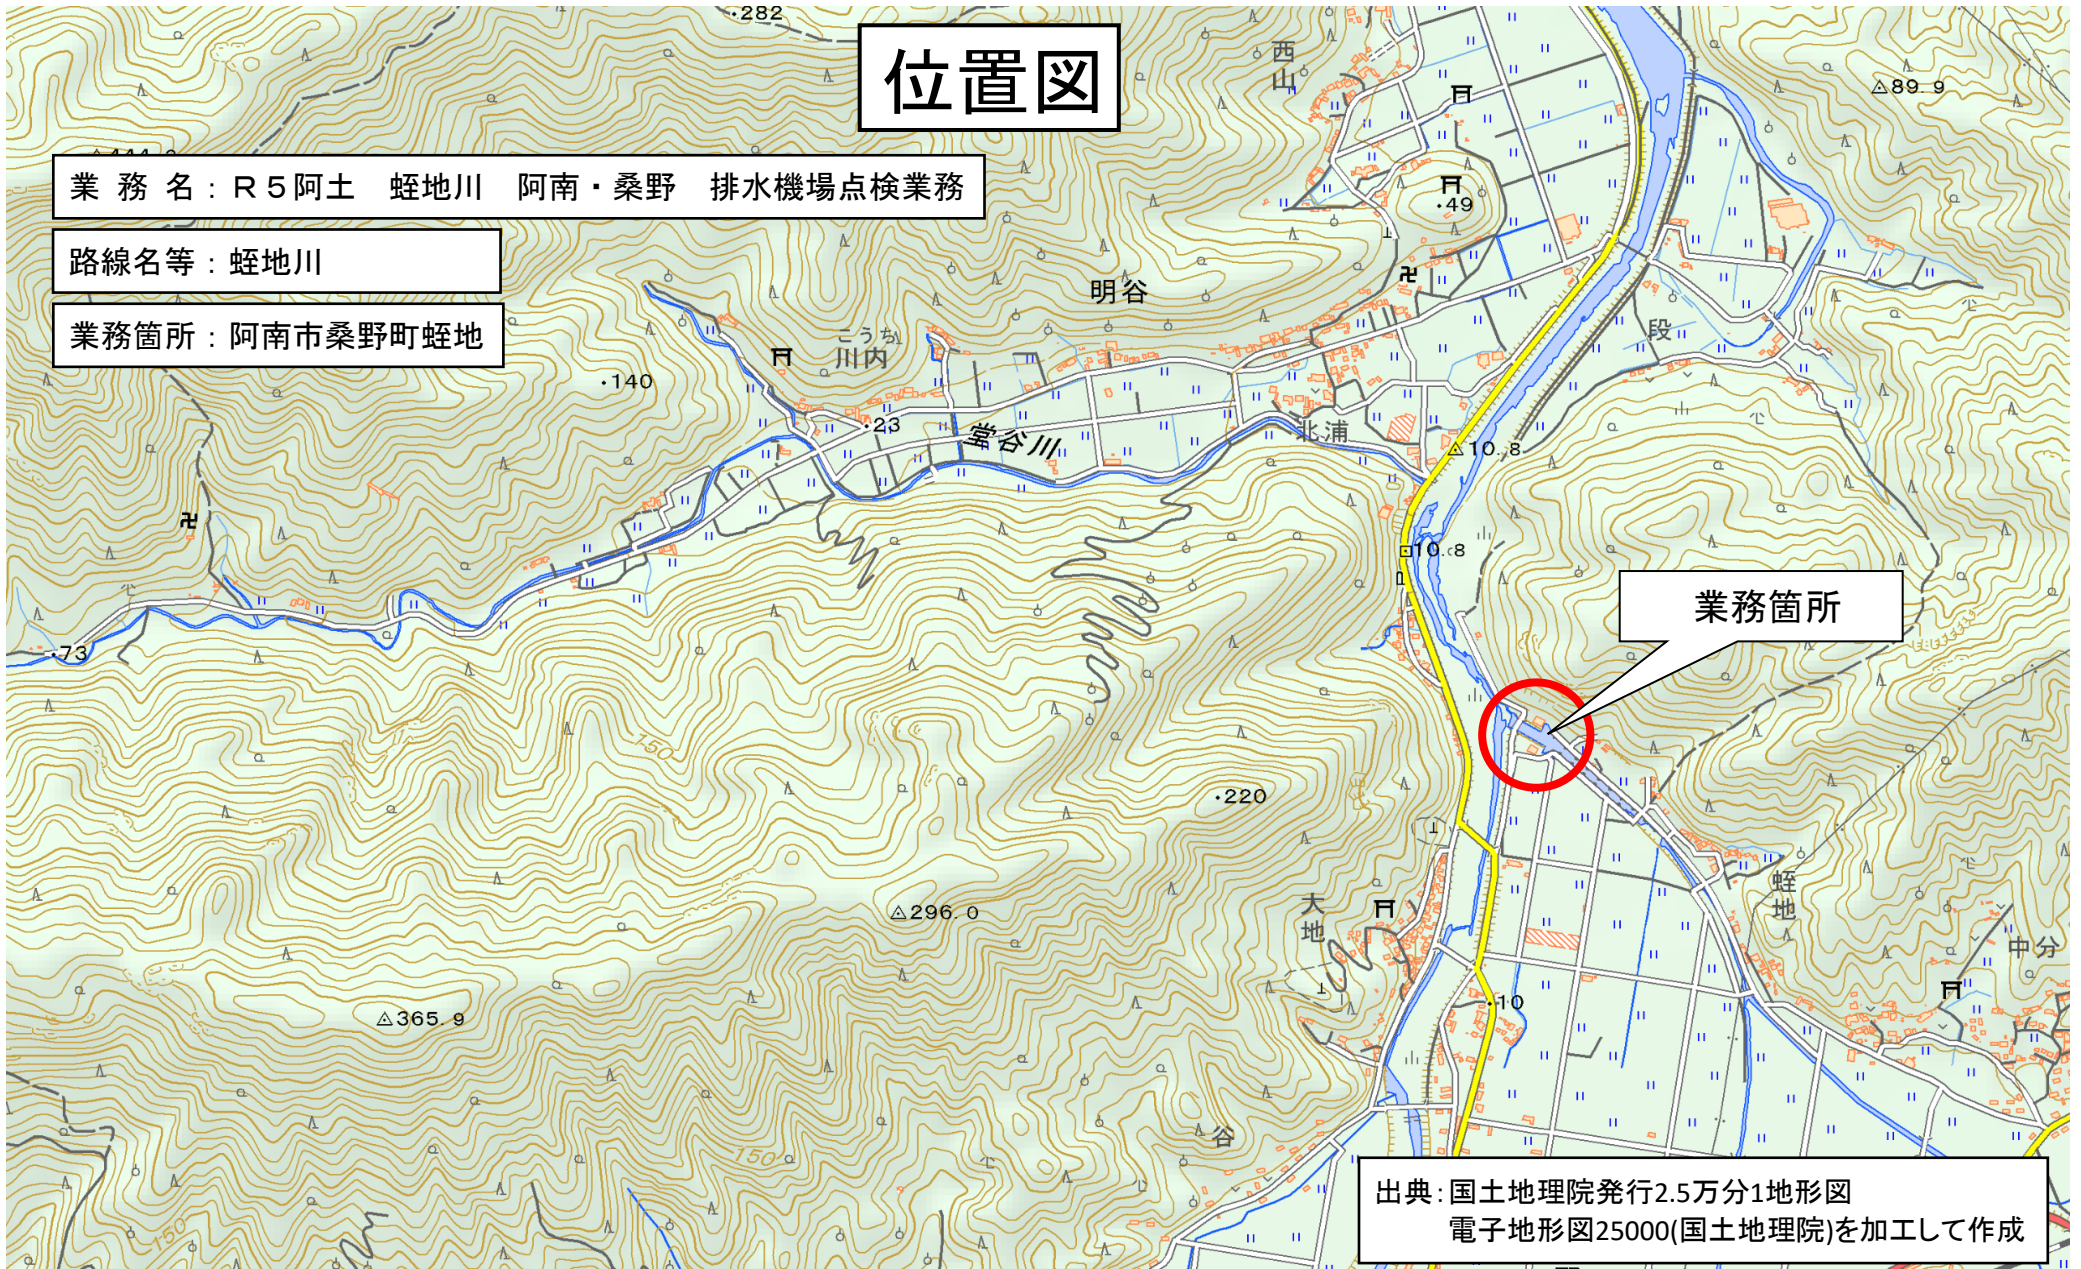 ・282
位置図
西山
△89.9
業 務 名：Ｒ５阿土　蛭地川　阿南・桑野　排水機場点検業務
・49
路線名等：蛭地川
明谷
業務箇所：阿南市桑野町蛭地
段
こうち
川内
・140
・23
堂谷川
北浦
△10.8
10.8
業務箇所
・73
150
・220
蛭地
△296.0
大地
中分
・10
△365.9
谷
150
150
出典：国土地理院発行2.5万分1地形図
電子地形図25000(国土地理院)を加工して作成